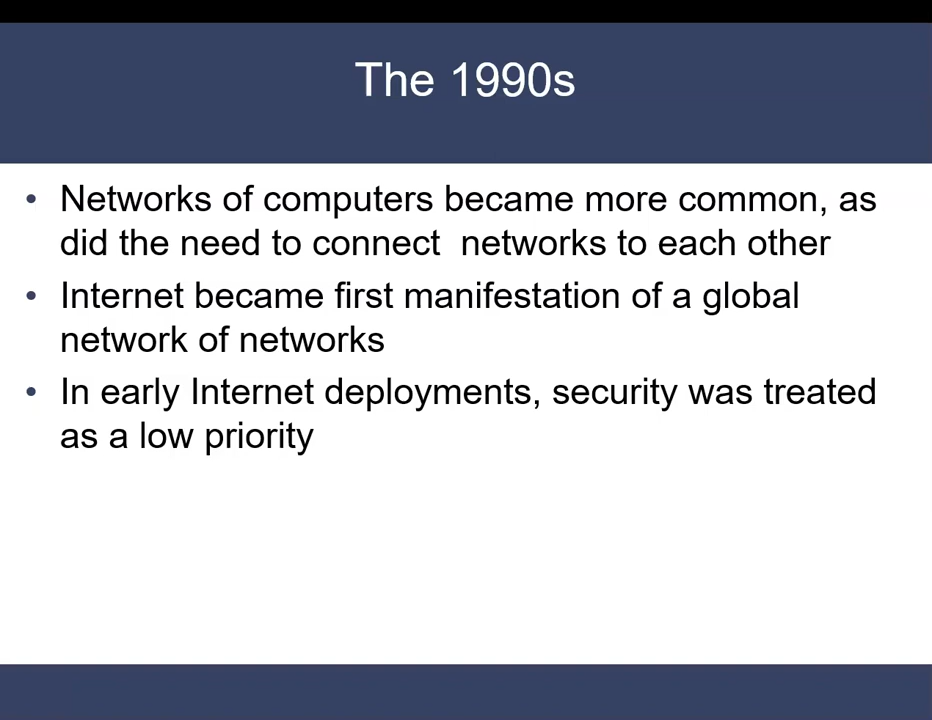 The 1990s
• Networks of computers became more common, as
did the need to connect  networks to each other
• Internet became first manifestation of a global
network of networks
• In early Internet deployments, security was treated
as a low priority